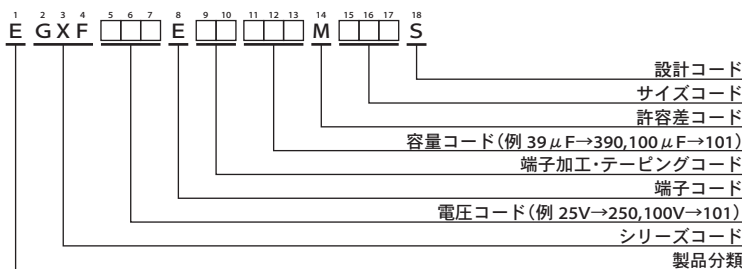 1 2 3 4 5 6 7 8 9 10 11 12 13 14 15 16 17 18
E GXF □□□ E □□ □□□ M □□□ S
設計コード
サイズコード
許容差コード
容量コード(例 39μF→390,100μF→101)
端子加工・テーピングコード
端子コード
電圧コード(例 25V→250,100V→101)
シリーズコード
製品分類